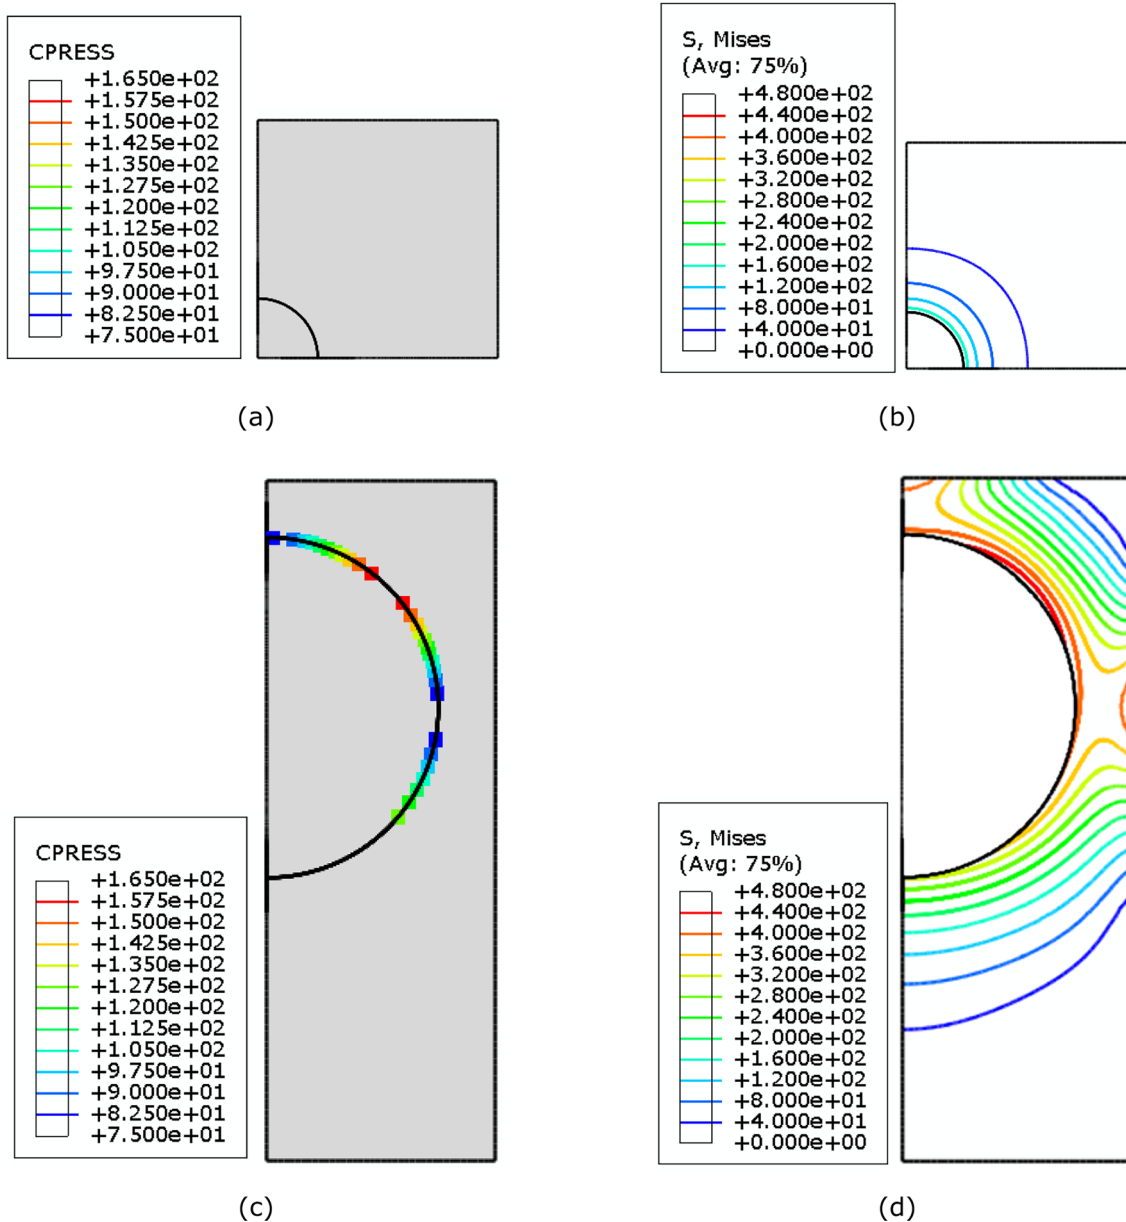 CPRESS
+1.650e+02
+1.575e+02
+1.500e+02
+1.425e+02
+1.350e+02
+1.275e+02
+1.200e+02
+1.125e+02
+1.050e+02
+9.750e+01
+9.000e+01
+8.250e+01
+7.500e+01
(a)
S, Mises
(Avg: 75%)
+4.800e+02
+4.400e+02
+4.000e+02
+3.600e+02
+3.200e+02
+2.800e+02
+2.400e+02
+2.000e+02
+1.600e+02
+1.200e+02
+8.000e+01
+4.000e+01
+0.000e+00
(b)
CPRESS
+1.650e+02
+1.575e+02
+1.500e+02
+1.425e+02
+1.350e+02
+1.275e+02
+1.200e+02
+1.125e+02
+1.050e+02
+9.750e+01
+9.000e+01
+8.250e+01
+7.500e+01
(c)
S, Mises
(Avg: 75%)
+4.800e+02
+4.400e+02
+4.000e+02
+3.600e+02
+3.200e+02
+2.800e+02
+2.400e+02
+2.000e+02
+1.600e+02
+1.200e+02
+8.000e+01
+4.000e+01
+0.000e+00
(d)